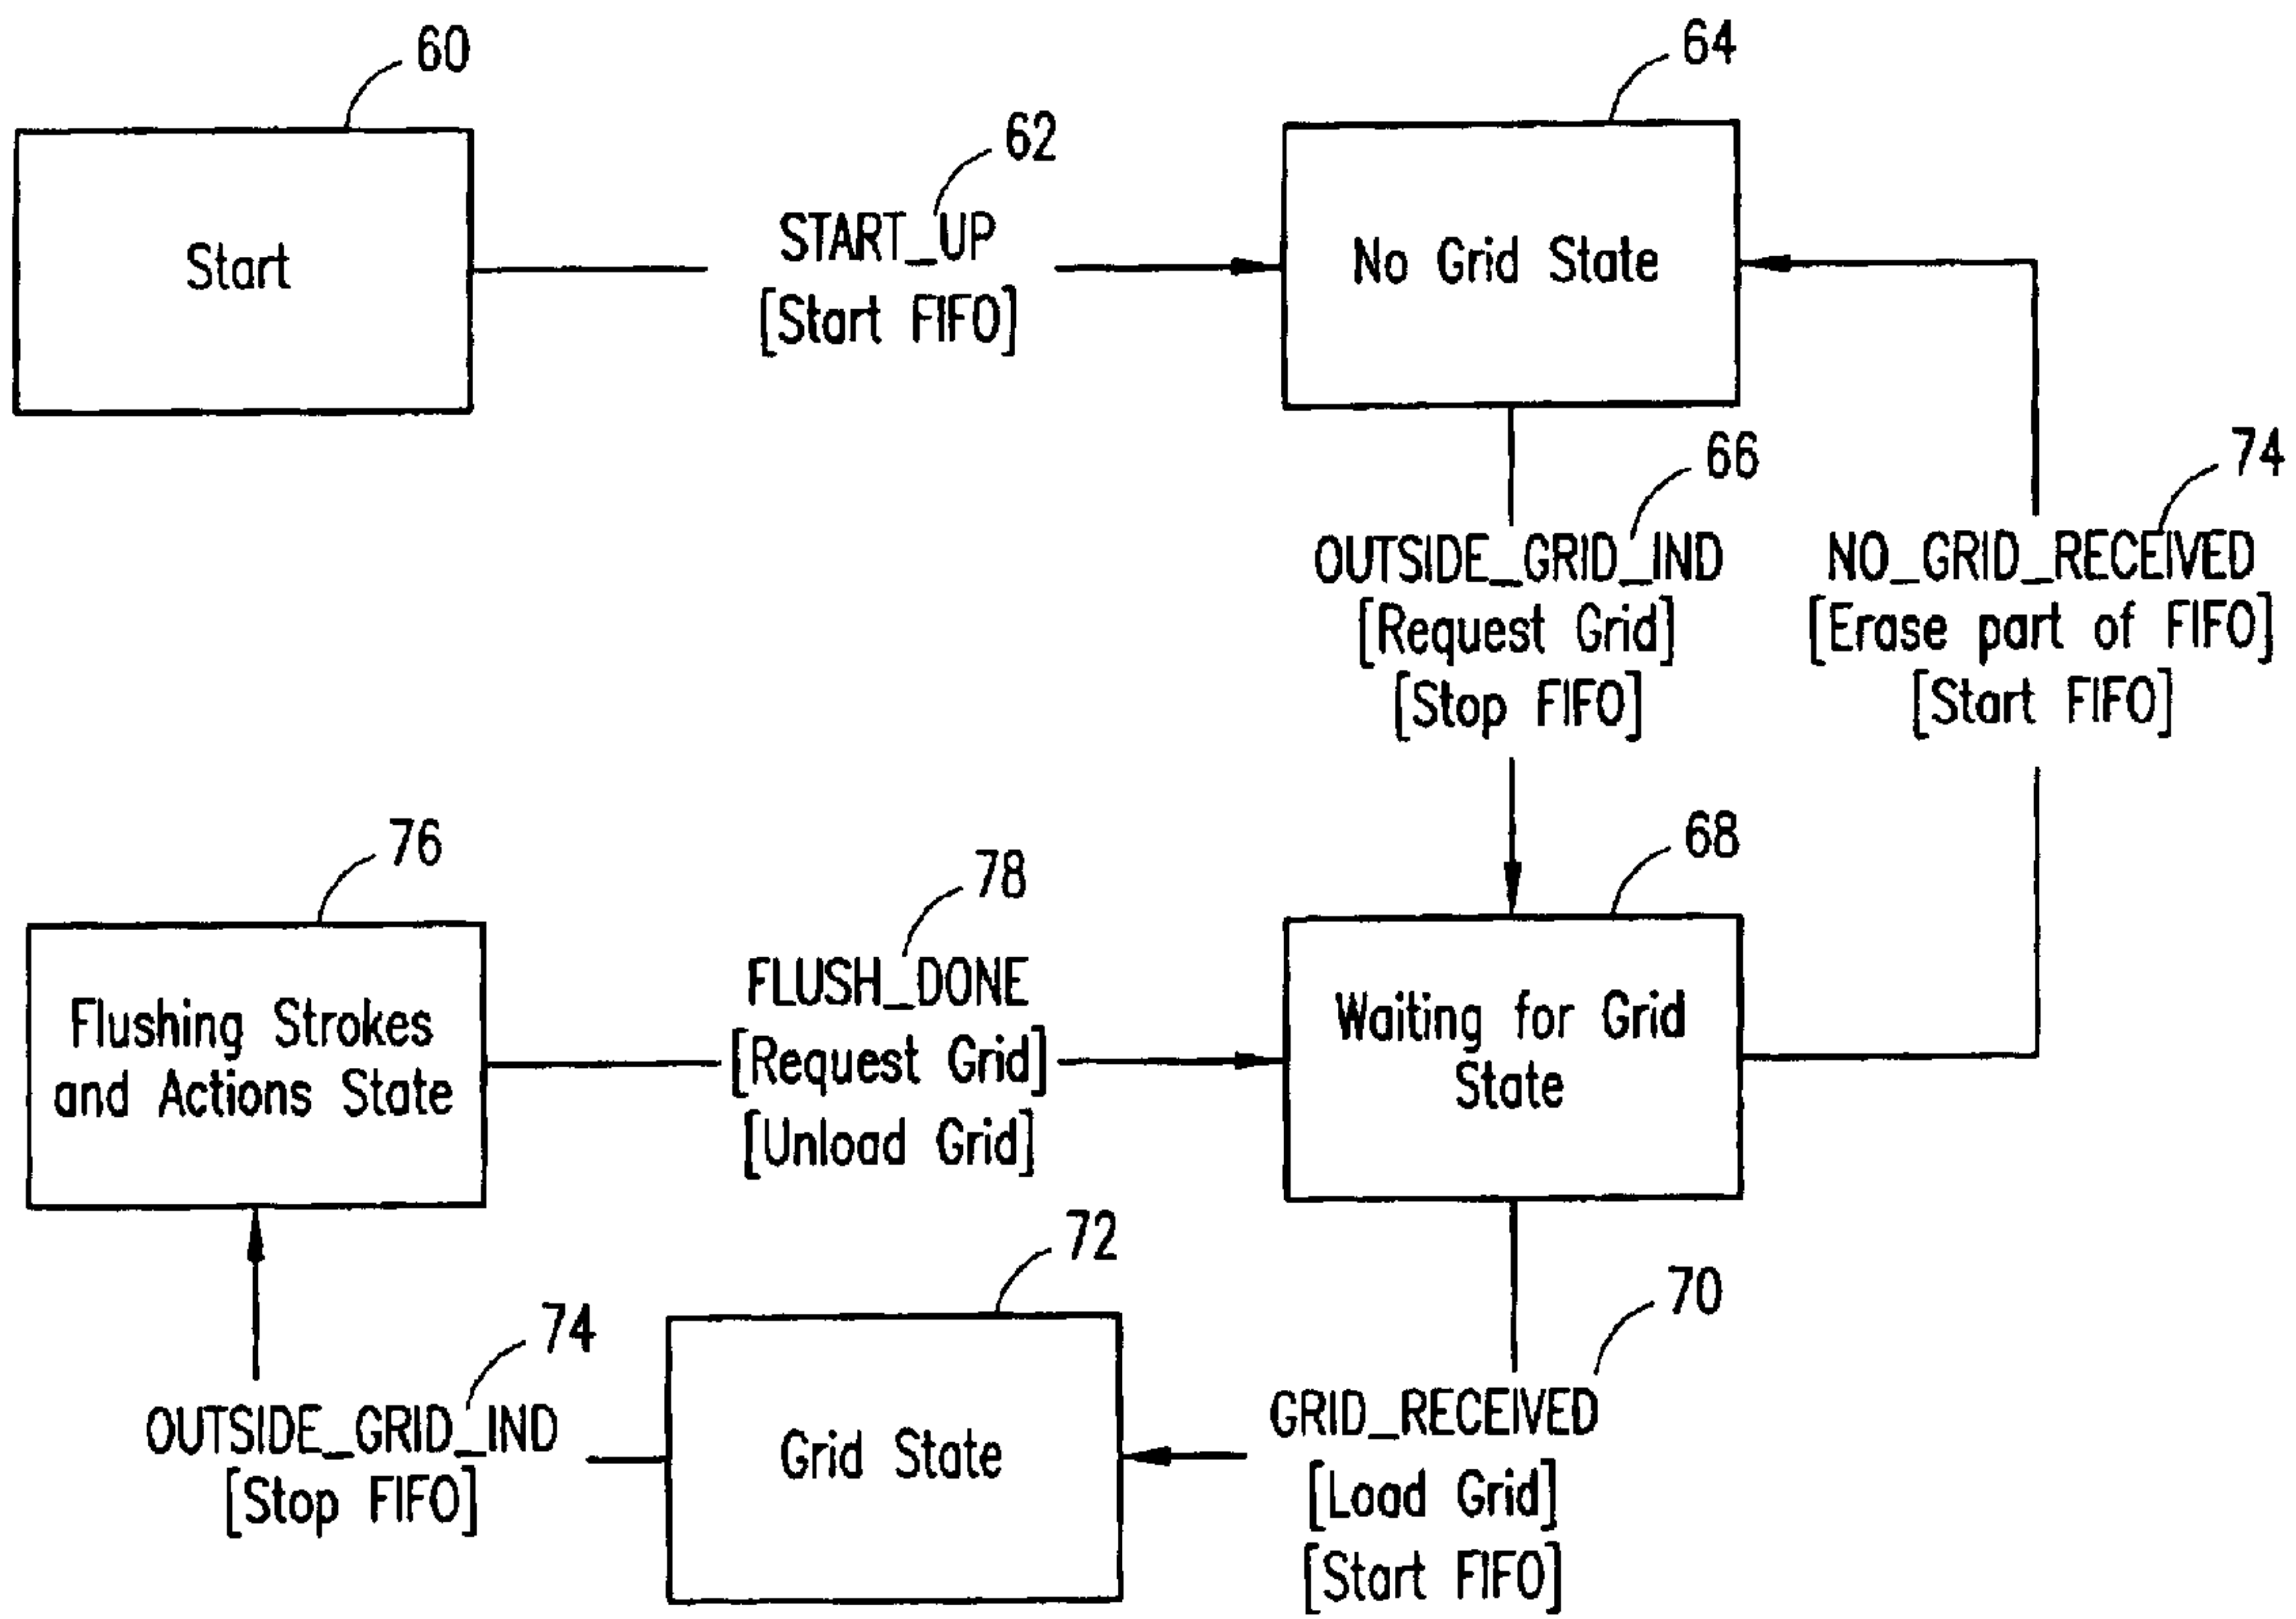 60
64
62
START_UP
[Start FIFO]
Start
No Grid State
66
74
OUTSIDE_GRID_IND
[Request Grid]
[Stop FIFO]
NO_GRID_RECEIVED
[Erase part of FIFO]
[Start FIFO]
76
78
68
Flushing Strokes
and Actions State
FLUSH_DONE
[Request Grid]
[Unload Grid]
Waiting for Grid
State
72
70
74
OUTSIDE_GRID_IND
[Stop FIFO]
Grid State
GRID_RECEIVED
[Load Grid]
[Start FIFO]